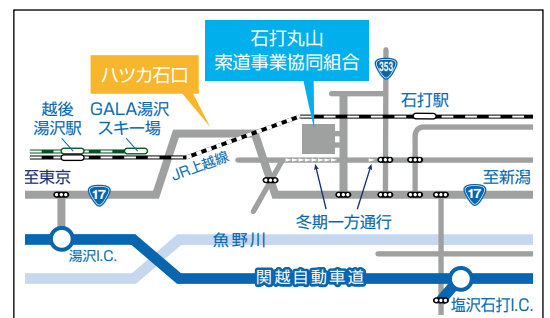 石打丸山
索道事業協同組合
ハツカ石口
353
石打駅
越後
湯沢駅
GALA湯沢
スキー場
JR上越線
至東京
17
至新潟
17
冬期一方通行
魚野川
湯沢I.C.
関越自動車道
塩沢石打I.C.